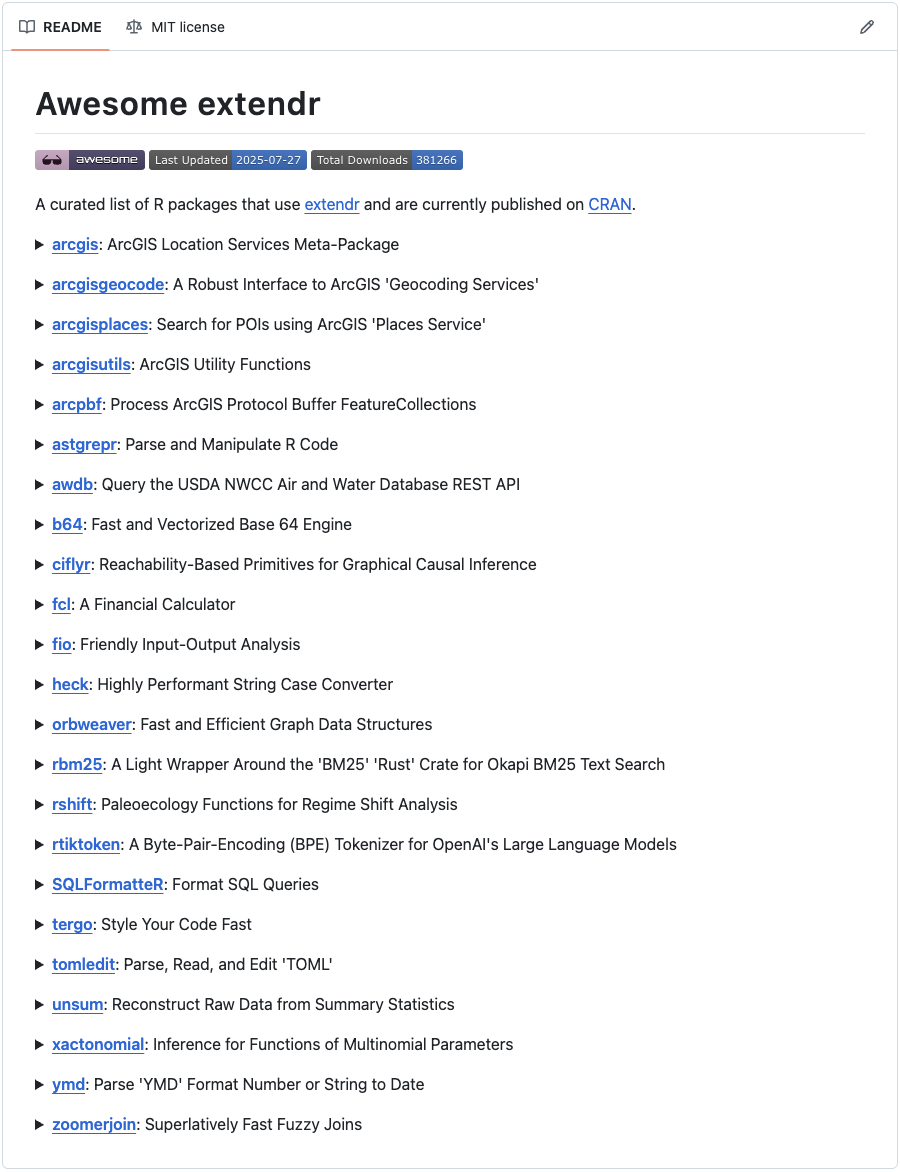 README MIT license
Awesome extendr
awesome Last Updated 2025-07-27 Total Downloads 381266
A curated list of R packages that use extendr and are currently published on CRAN.
arcgis: ArcGIS Location Services Meta-Package
arcgisgeocode: A Robust Interface to ArcGIS 'Geocoding Services'
arcgisplaces: Search for POIs using ArcGIS 'Places Service'
arcgisutils: ArcGIS Utility Functions
arcpbf: Process ArcGIS Protocol Buffer FeatureCollections
astgrepr: Parse and Manipulate R Code
awdb: Query the USDA NWCC Air and Water Database REST API
b64: Fast and Vectorized Base 64 Engine
ciflyr: Reachability-Based Primitives for Graphical Causal Inference
fcl: A Financial Calculator
fio: Friendly Input-Output Analysis
heck: Highly Performant String Case Converter
orbweaver: Fast and Efficient Graph Data Structures
rbm25: A Light Wrapper Around the 'BM25' 'Rust' Crate for Okapi BM25 Text Search
rshift: Paleoecology Functions for Regime Shift Analysis
rtiktoken: A Byte-Pair-Encoding (BPE) Tokenizer for OpenAI's Large Language Models
SQLFormatteR: Format SQL Queries
tergo: Style Your Code Fast
tomledit: Parse, Read, and Edit 'TOML'
unsum: Reconstruct Raw Data from Summary Statistics
xactonomial: Inference for Functions of Multinomial Parameters
ymd: Parse 'YMD' Format Number or String to Date
zoomerjoin: Superlatively Fast Fuzzy Joins